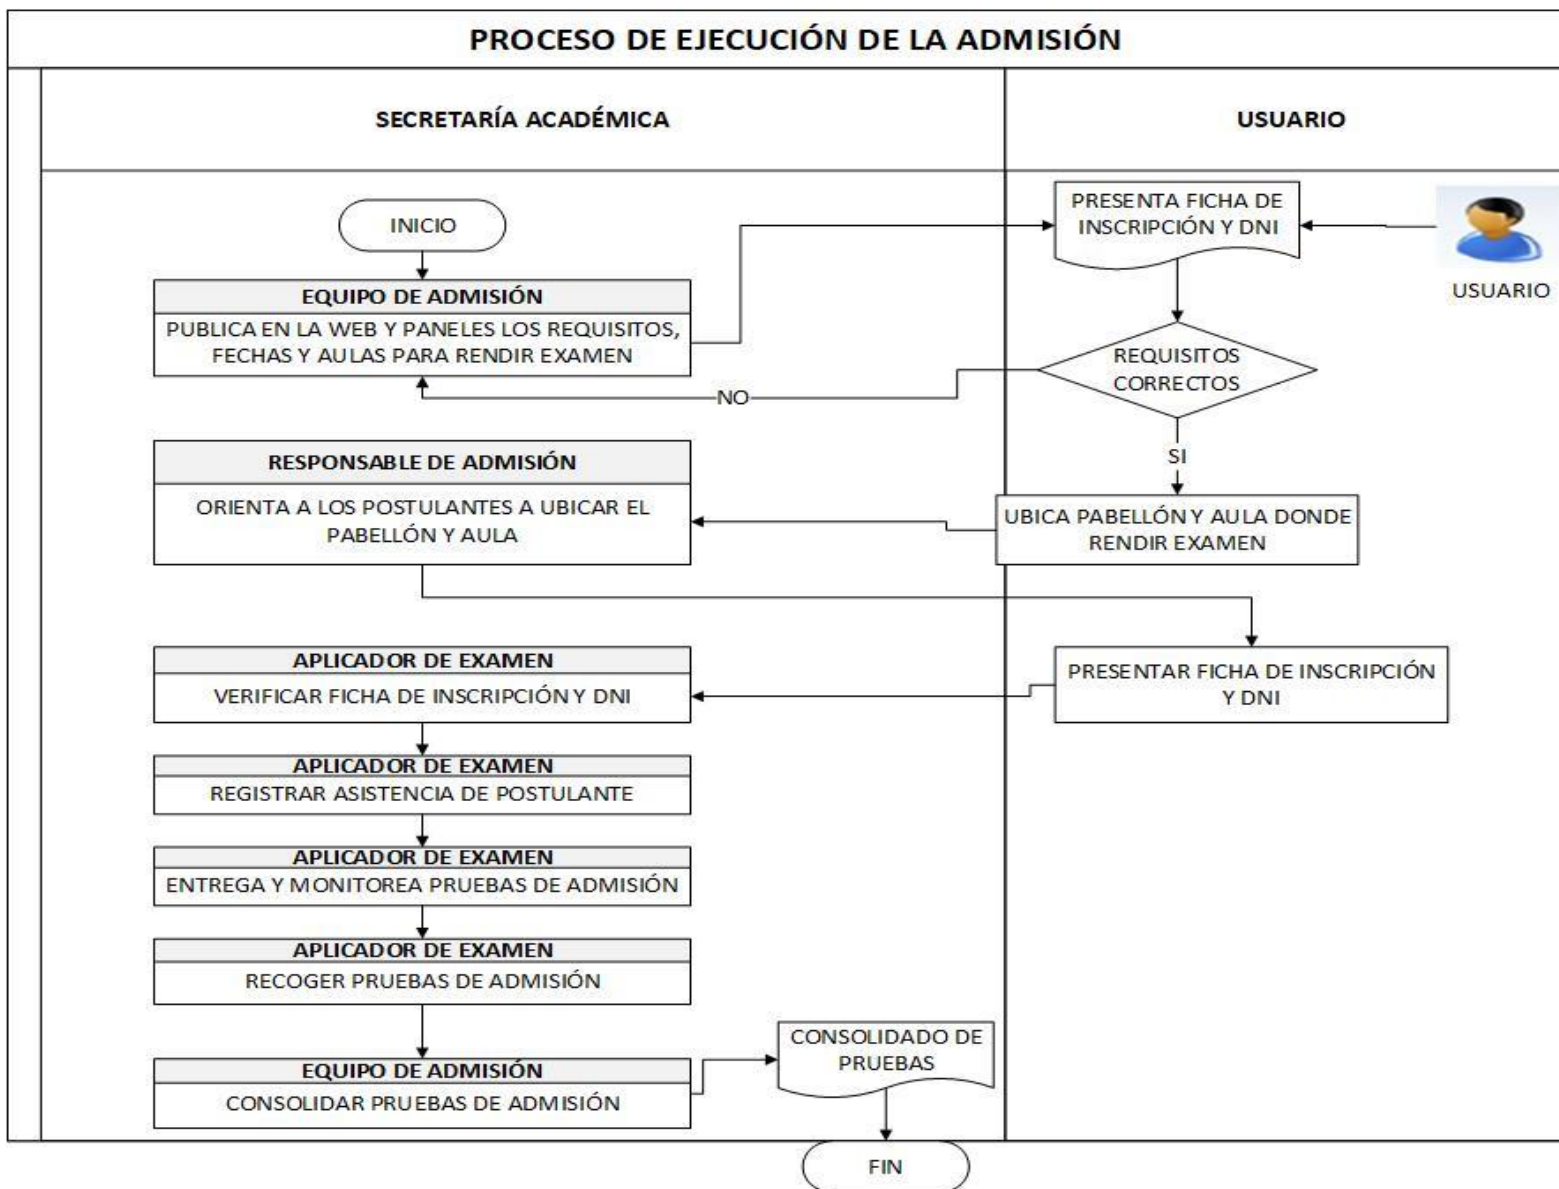 PROCESO DE EJECUCIÓN DE LA ADMISIÓN
SECRETARÍA ACADÉMICA
USUARIO
INICIO
PRESENTA FICHA DE
INSCRIPCIÓN Y DNI
USUARIO
EQUIPO DE ADMISIÓN
PUBLICA EN LA WEB Y PANELES LOS REQUISITOS,
FECHAS Y AULAS PARA RENDIR EXAMEN
REQUISITOS
CORRECTOS
NO
SI
RESPONSABLE DE ADMISIÓN
ORIENTA A LOS POSTULANTES A UBICAR EL
PABELLÓN Y AULA
UBICA PABELLÓN Y AULA DONDE
RENDIR EXAMEN
APLICADOR DE EXAMEN
VERIFICAR FICHA DE INSCRIPCIÓN Y DNI
PRESENTAR FICHA DE INSCRIPCIÓN
Y DNI
APLICADOR DE EXAMEN
REGISTRAR ASISTENCIA DE POSTULANTE
APLICADOR DE EXAMEN
ENTREGA Y MONITOREA PRUEBAS DE ADMISIÓN
APLICADOR DE EXAMEN
RECOGER PRUEBAS DE ADMISIÓN
EQUIPO DE ADMISIÓN
CONSOLIDAR PRUEBAS DE ADMISIÓN
CONSOLIDADO DE
PRUEBAS
FIN